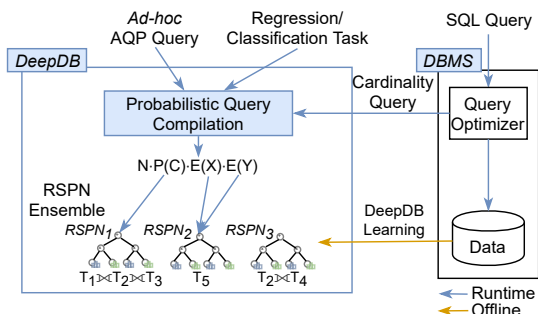 Ad-hoc
AQP Query
Regression/
Classification Task
SQL Query
DeepDB
DBMS
Cardinality
Query
Probabilistic Query
Compilation
Query
Optimizer
N·P(C)·E(X)·E(Y)
RSPN
Ensemble
RSPN1
RSPN2
RSPN3
DeepDB
Learning
Data
T1⋈T2⋈T3
T5
T2⋈T4
Runtime
Offline